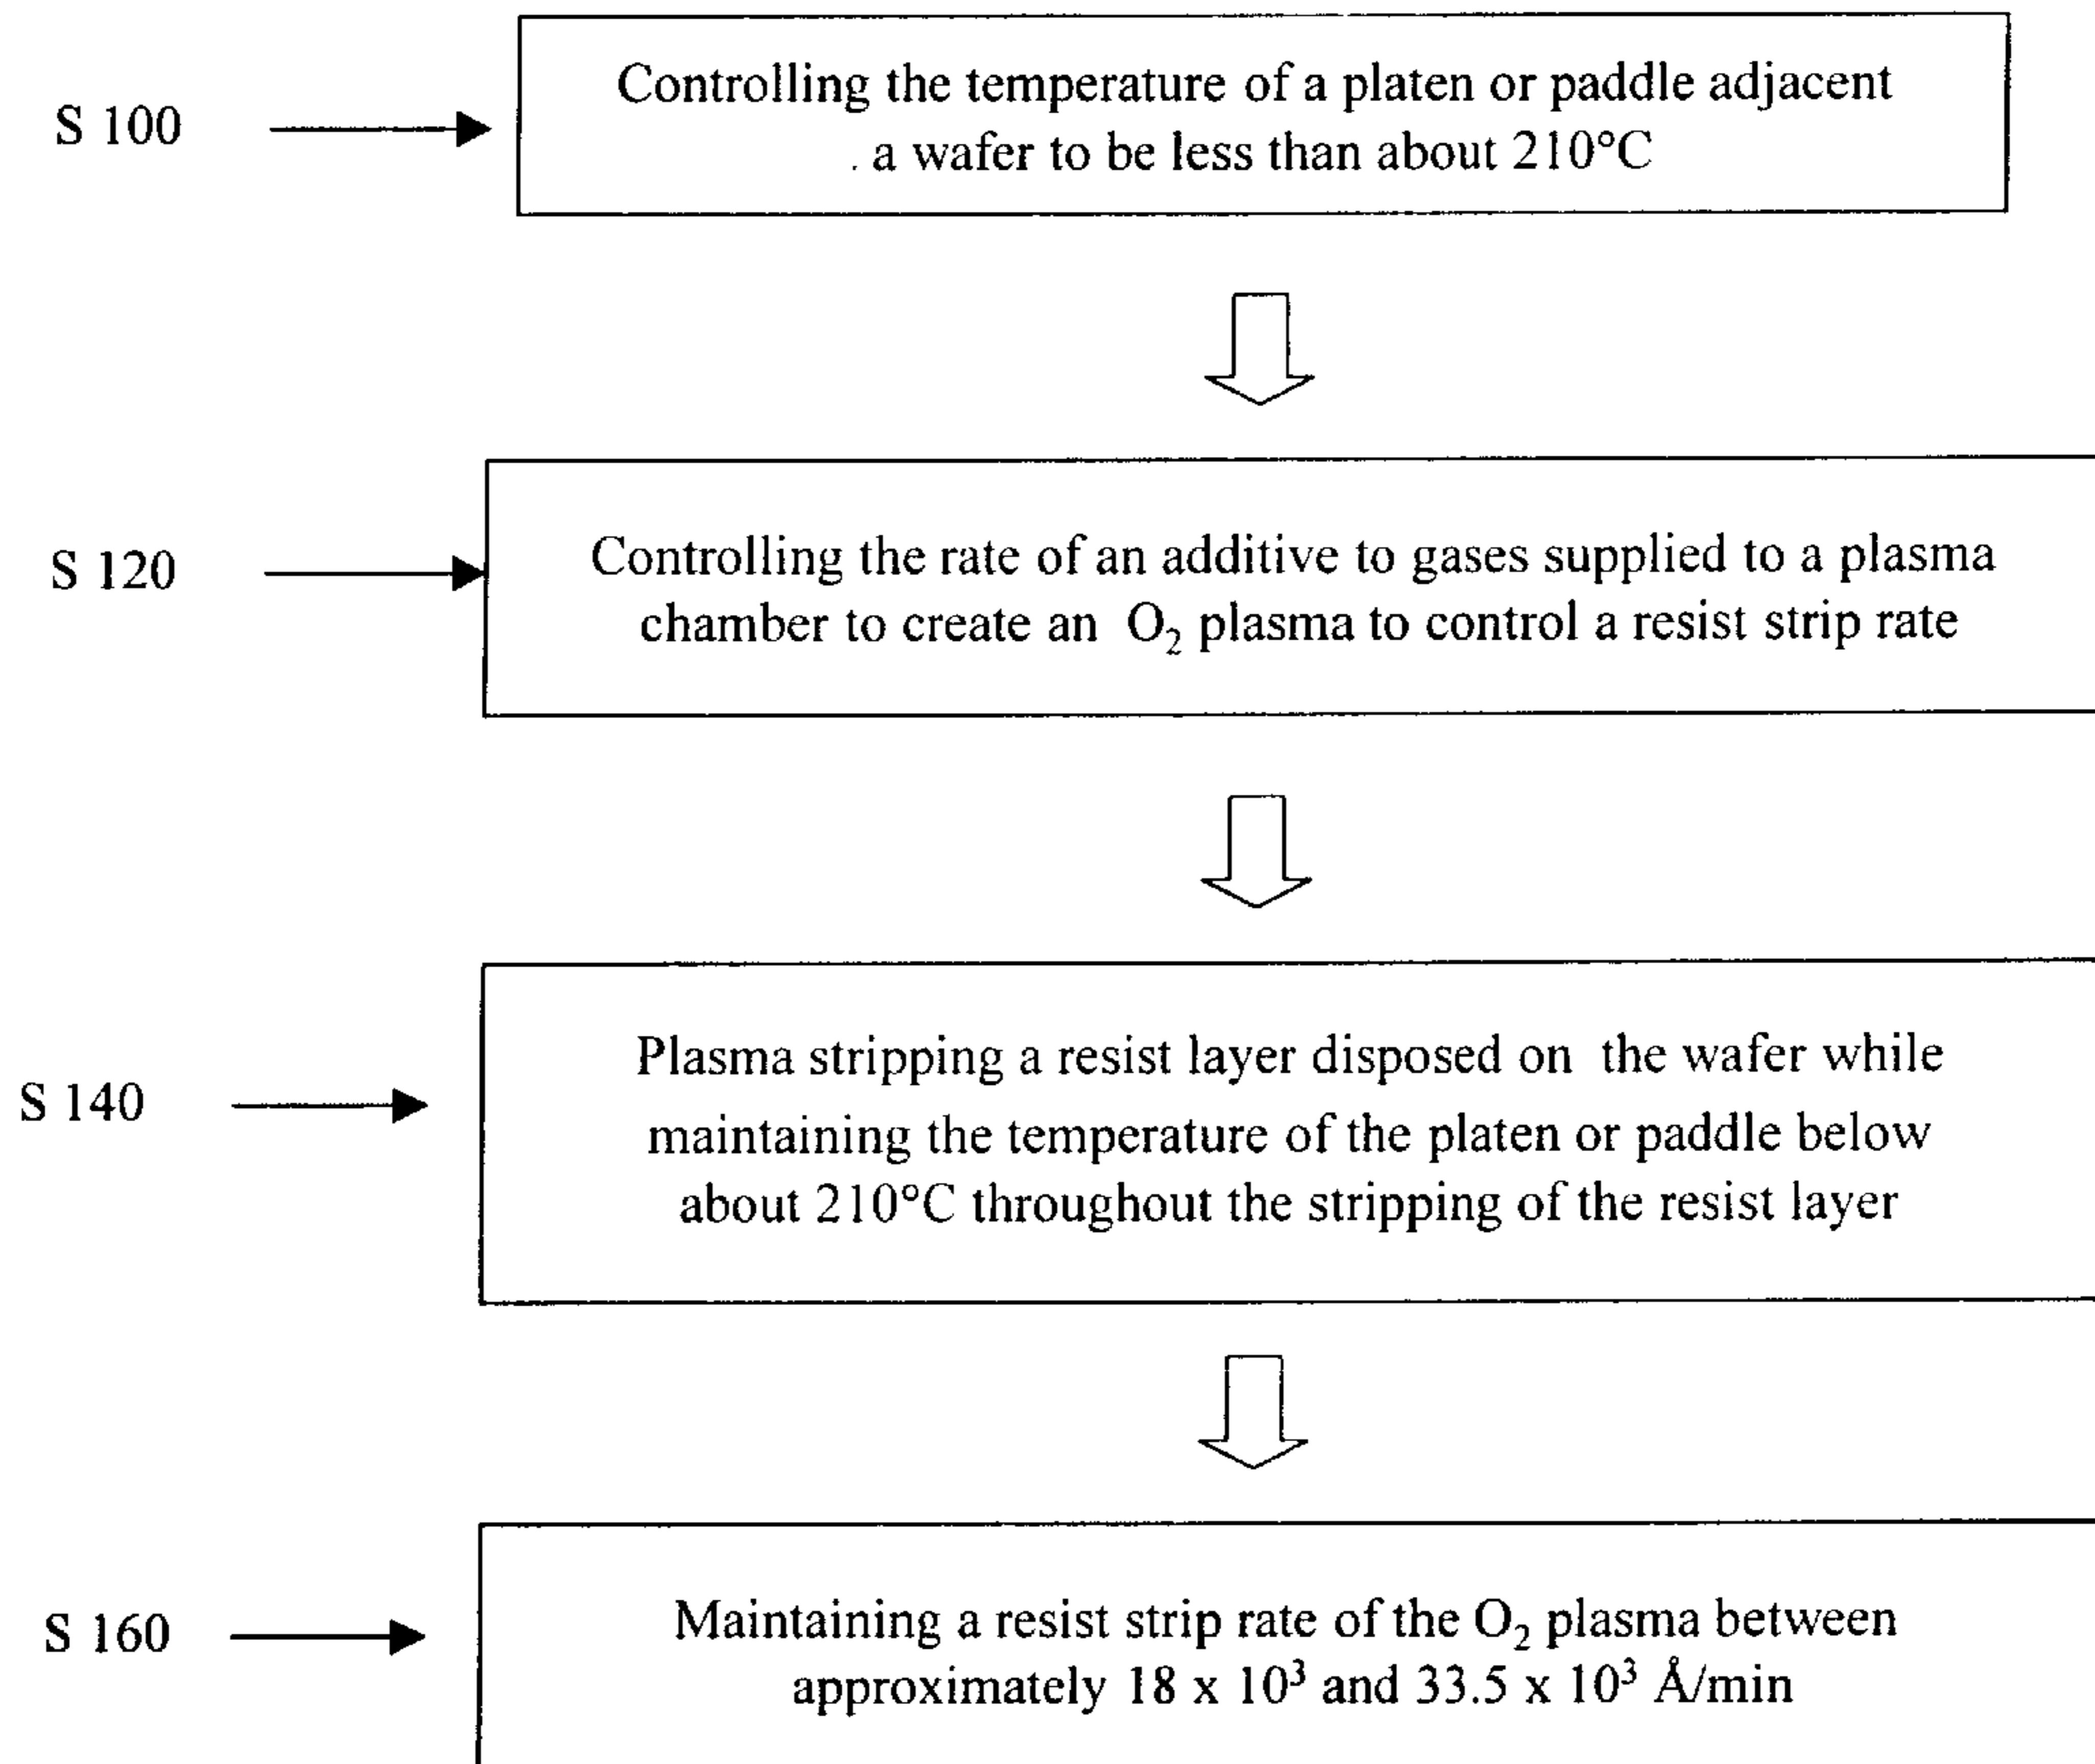 S 100
Controlling the temperature of a platen or paddle adjacent
. a wafer to be less than about 210°C
S 120
Controlling the rate of an additive to gases supplied to a plasma
chamber to create an O₂ plasma to control a resist strip rate
S 140
Plasma stripping a resist layer disposed on the wafer while
maintaining the temperature of the platen or paddle below
about 210°C throughout the stripping of the resist layer
S 160
Maintaining a resist strip rate of the O₂ plasma between
approximately 18 x 10³ and 33.5 x 10³ Å/min